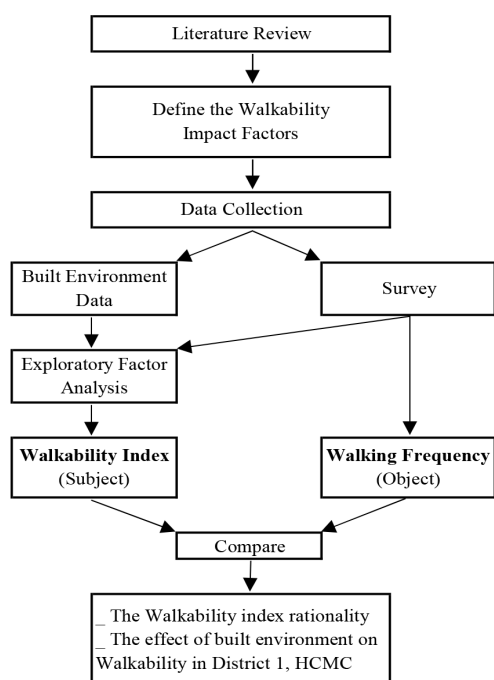 Literature Review
Define the Walkability
Impact Factors
Data Collection
Built Environment
Data
Survey
Exploratory Factor
Analysis
Walkability Index
(Subject)
Walking Frequency
(Object)
Compare
_ The Walkability index rationality
_ The effect of built environment on
Walkability in District 1, HCMC